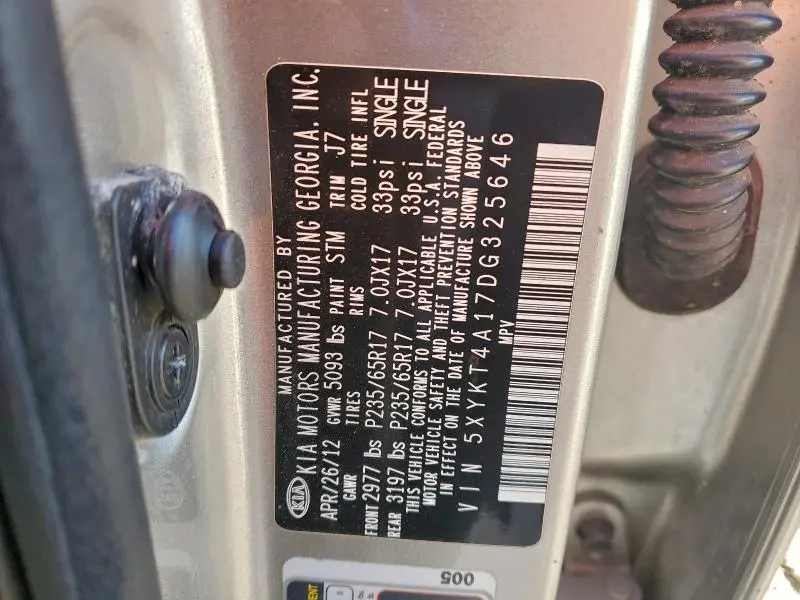 MANUFACTURED BY
KIA KIA MOTORS MANUFACTURING GEORGIA, INC.
APR/26/12 GVWR 5093 lbs PAINT STM TRIM J7
GAWR TIRES RIMS COLD TIRE INFL
FRONT 2977 lbs P235/65R17 7.0JX17 33psi SINGLE
REAR 3197 lbs P235/65R17 7.0JX17 33psi SINGLE
THIS VEHICLE CONFORMS TO ALL APPLICABLE U.S.A. FEDERAL
MOTOR VEHICLE SAFETY AND THEFT PREVENTION STANDARDS
IN EFFECT ON THE DATE OF MANUFACTURE SHOWN ABOVE
VIN 5XYKT4A17DG325646
MPV
005